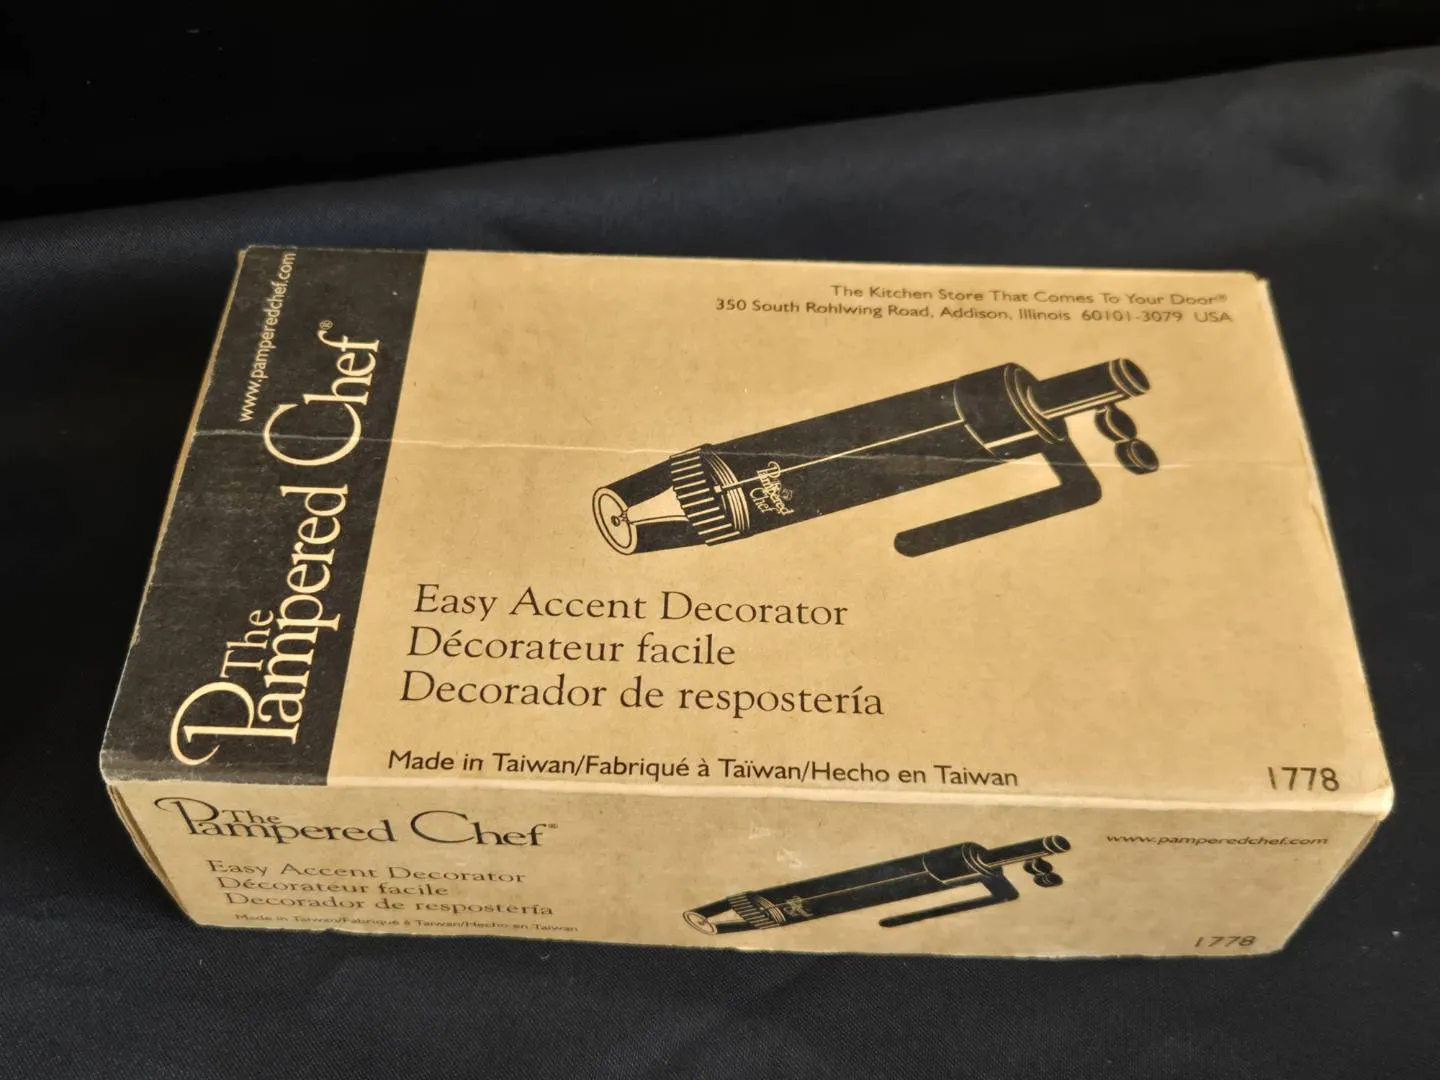 www.pamperedchef.com
The
Pampered Chef®
The Kitchen Store That Comes To Your Door®
350 South Rohlwing Road, Addison, Illinois 60101-3079 USA
The
Pampered
Chef
Easy Accent Decorator
Décorateur facile
Decorador de respostería
Made in Taiwan/Fabriqué à Taïwan/Hecho en Taiwan
1778
The
Pampered Chef®
www.pamperedchef.com
Easy Accent Decorator
Décorateur facile
Decorador de respostería
Made in Taiwan/Fabriqué à Taïwan/Hecho en Taiwan
1778